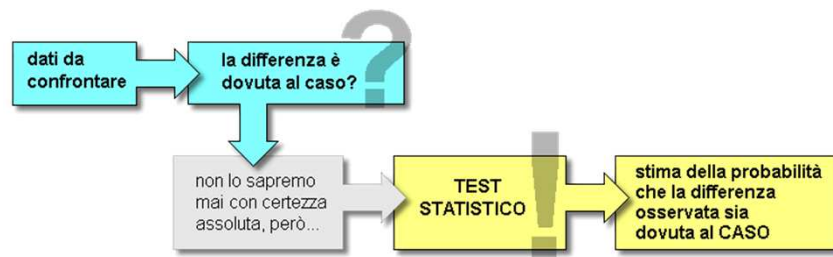 dati da
confrontare
la differenza è
dovuta al caso?
?
non lo sapremo
mai con certezza
assoluta, però...
TEST
STATISTICO
!
stima della probabilità
che la differenza
osservata sia
dovuta al CASO